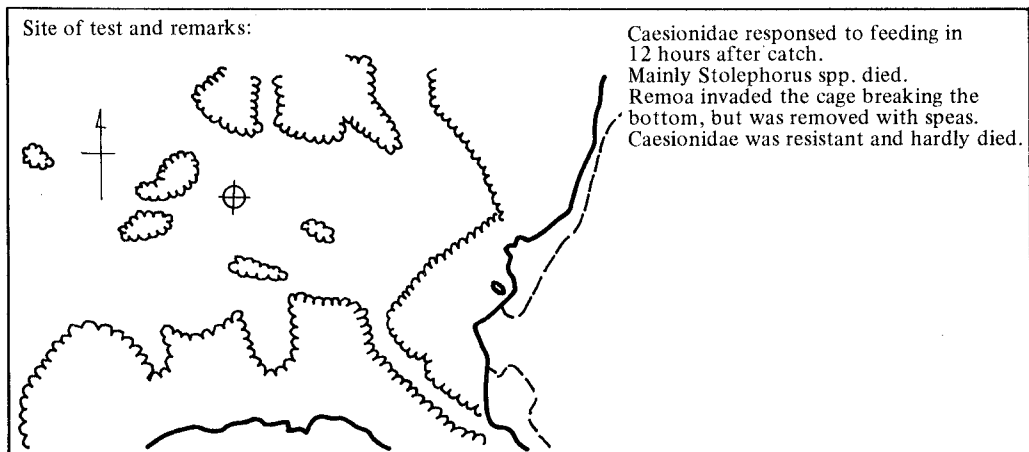 Site of test and remarks:
Caesionidae responsed to feeding in
12 hours after catch.
Mainly Stolephorus spp. died.
Remoa invaded the cage breaking the
bottom, but was removed with speas.
Caesionidae was resistant and hardly died.